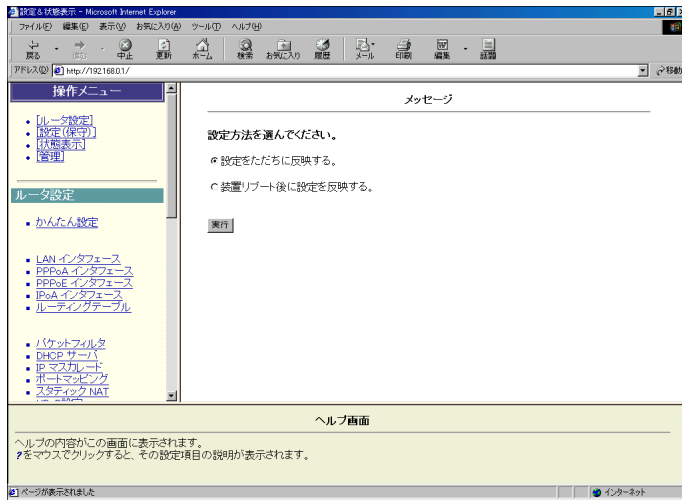 設定＆状態表示 - Microsoft Internet Explorer
ファイル(F) 編集(E) 表示(V) お気に入り(A) ツール(T) ヘルプ(H)
戻る 進む 中止 更新 ホーム 検索 お気に入り 履歴 メール 印刷 編集 話題
アドレス(D) http://192.168.0.1/ 移動
操作メニュー
[ルータ設定]
[設定(保守)]
[状態表示]
[管理]
ルータ設定
かんたん設定
LAN インタフェース
PPPoA インタフェース
PPPoE インタフェース
IPoA インタフェース
ルーティングテーブル
パケットフィルタ
DHCP サーバ
IP マスカレード
ポートマッピング
スタティック NAT
メッセージ
設定方法を選んでください。
設定をただちに反映する。
装置リブート後に設定を反映する。
実行
ヘルプ画面
ヘルプの内容がこの画面に表示されます。
?をマウスでクリックすると、その設定項目の説明が表示されます。
ページが表示されました インターネット